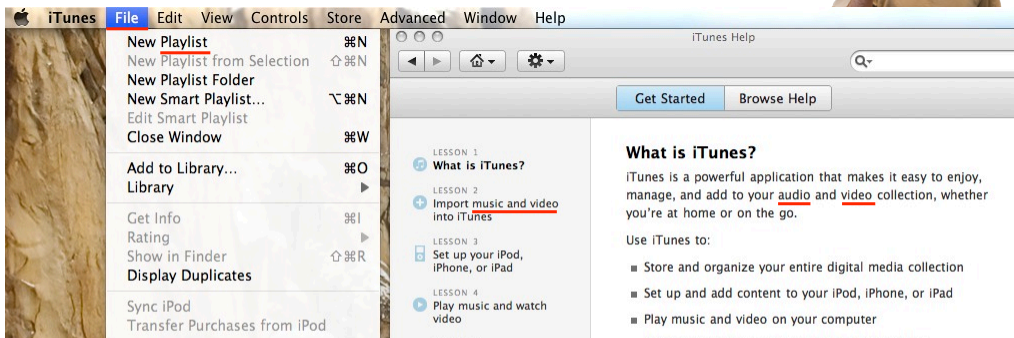 iTunes File Edit View Controls Store Advanced Window Help
New Playlist ⌘N
New Playlist from Selection ⇧⌘N
New Playlist Folder
New Smart Playlist... ⌥⌘N
Edit Smart Playlist
Close Window ⌘W
Add to Library... ⌘O
Library
Get Info ⌘I
Rating
Show in Finder ⇧⌘R
Display Duplicates
Sync iPod
Transfer Purchases from iPod
iTunes Help
Get Started Browse Help
LESSON 1
What is iTunes?
LESSON 2
Import music and video
into iTunes
LESSON 3
Set up your iPod,
iPhone, or iPad
LESSON 4
Play music and watch
video
What is iTunes?
iTunes is a powerful application that makes it easy to enjoy,
manage, and add to your audio and video collection, whether
you're at home or on the go.
Use iTunes to:
Store and organize your entire digital media collection
Set up and add content to your iPod, iPhone, or iPad
Play music and video on your computer